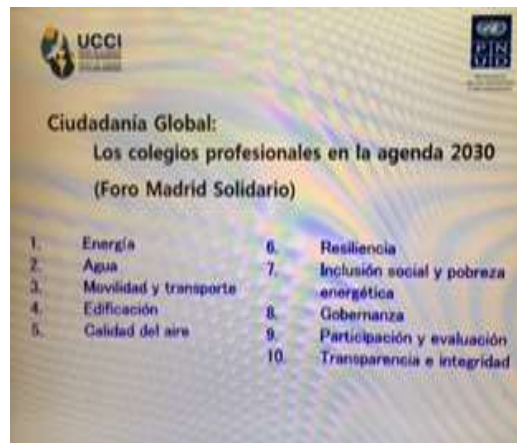 UCCI
PN
UD
Ciudadanía Global:
Los colegios profesionales en la agenda 2030
(Foro Madrid Solidario)
1. Energía
2. Agua
3. Movilidad y transporte
4. Edificación
5. Calidad del aire
6. Resiliencia
7. Inclusión social y pobreza
energética
8. Gobernanza
9. Participación y evaluación
10. Transparencia e integridad